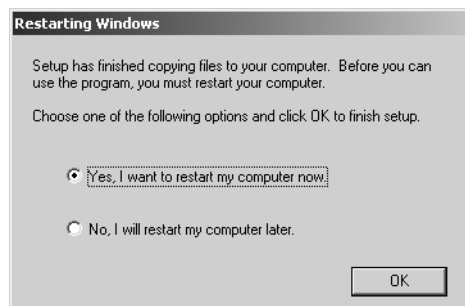 Restarting Windows
Setup has finished copying files to your computer. Before you can
use the program, you must restart your computer.
Choose one of the following options and click OK to finish setup.
Yes, I want to restart my computer now.
No, I will restart my computer later.
OK